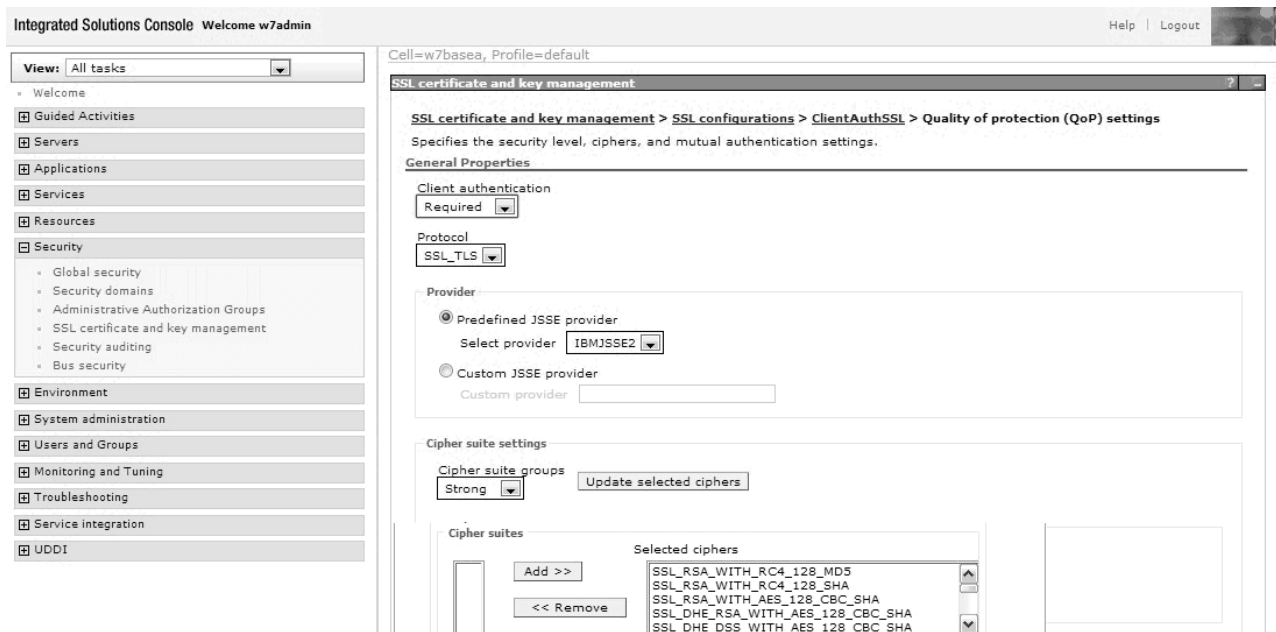 Integrated Solutions Console Welcome w7admin
Help | Logout
View: All tasks
Welcome
Guided Activities
Servers
Applications
Services
Resources
Security
Global security
Security domains
Administrative Authorization Groups
SSL certificate and key management
Security auditing
Bus security
Environment
System administration
Users and Groups
Monitoring and Tuning
Troubleshooting
Service integration
UDDI
Cell=w7basea, Profile=default
SSL certificate and key management
?
SSL certificate and key management > SSL configurations > ClientAuthSSL > Quality of protection (QoP) settings
Specifies the security level, ciphers, and mutual authentication settings.
General Properties
Client authentication
Required
Protocol
SSL_TLS
Provider
Predefined JSSE provider
Select provider IBMJSSE2
Custom JSSE provider
Custom provider
Cipher suite settings
Cipher suite groups
Strong
Update selected ciphers
Cipher suites
Selected ciphers
Add >>
<< Remove
SSL_RSA_WITH_RC4_128_MD5
SSL_RSA_WITH_RC4_128_SHA
SSL_RSA_WITH_AES_128_CBC_SHA
SSL_DHE_RSA_WITH_AES_128_CBC_SHA
SSL_DHE_DSS_WITH_AES_128_CBC_SHA